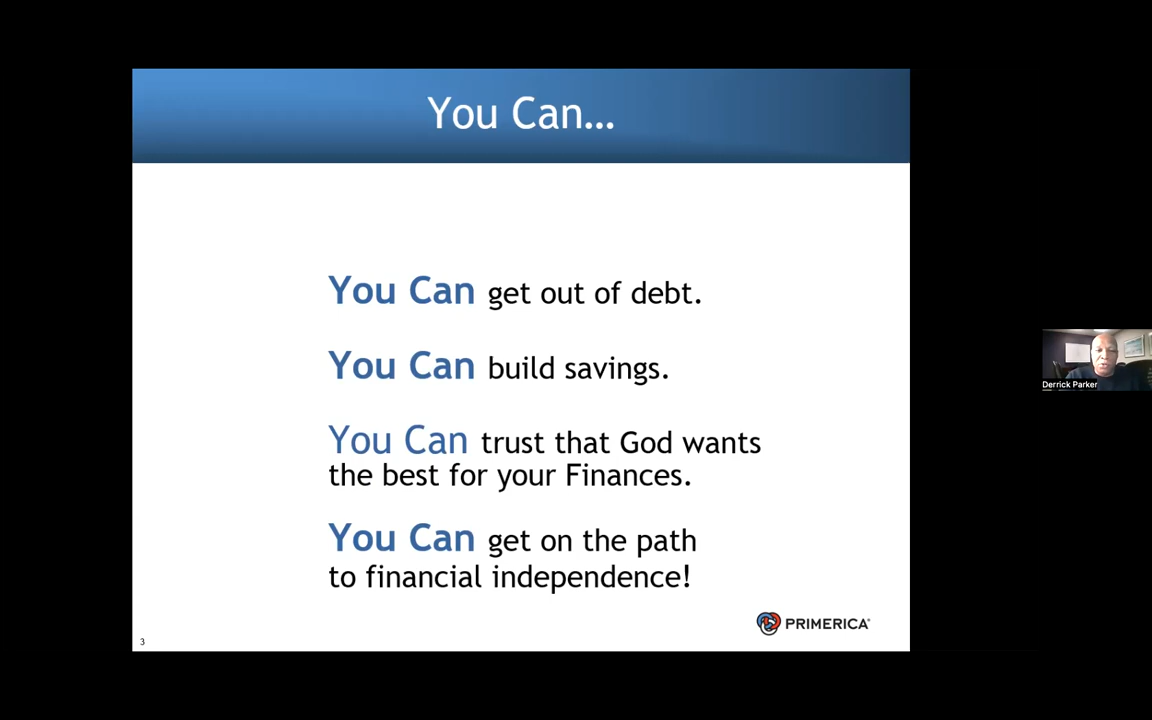 You Can…
You Can get out of debt.
You Can build savings.
You Can trust that God wants
the best for your Finances.
You Can get on the path
to financial independence!
PRIMERICA®
3
Derrick Parker